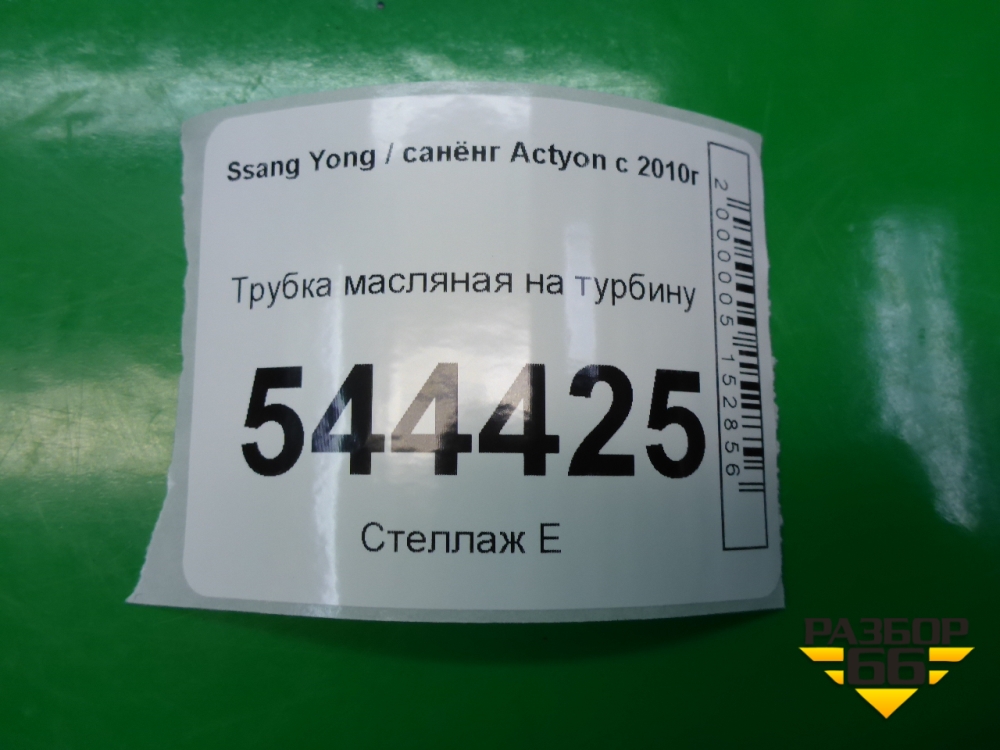 Ssang Yong / санёнг Actyon с 2010г
Трубка масляная на турбину
544425
Стеллаж Е
2000005152856
РАЗБОР
66